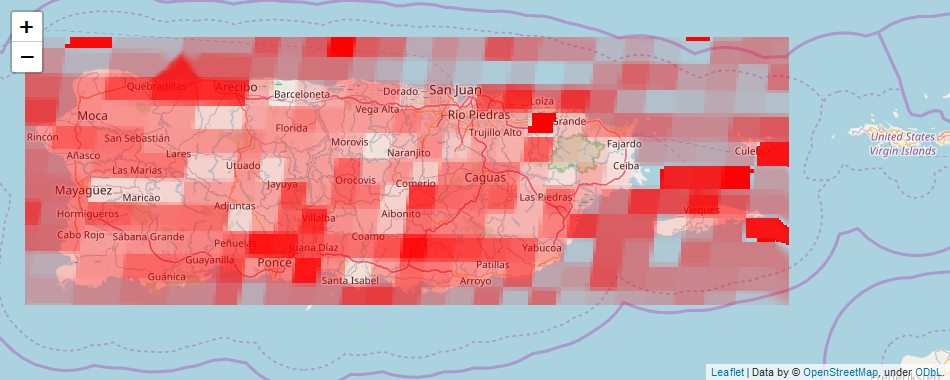 +
−
Quebradillas
Arecibo
Barceloneta
Dorado
San Juan
Loíza
Moca
Vega Alta
Río Piedras
Grande
Florida
Trujillo Alto
Rincón
San Sebastián
Morovis
Fajardo
United States
Virgin Islands
Añasco
Lares
Naranjito
Utuado
Ceiba
Las Marías
Jayuya
Orocovis
Comerío
Caguas
Mayagüez
Maricao
Las Piedras
Adjuntas
Hormigueros
Villalba
Aibonito
Vieques
Cabo Rojo
Sábana Grande
Coamo
Peñuelas
Juana Díaz
Yabucoa
Guayanilla
Ponce
Patillas
Guánica
Santa Isabel
Arroyo
Leaflet | Data by © OpenStreetMap, under ODbL.